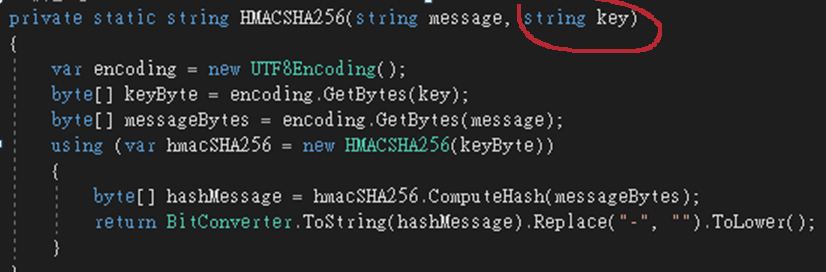 private static string HMACSHA256(string message, string key)
{
var encoding = new UTF8Encoding();
byte[] keyByte = encoding.GetBytes(key);
byte[] messageBytes = encoding.GetBytes(message);
using (var hmacSHA256 = new HMACSHA256(keyByte))
{
byte[] hashMessage = hmacSHA256.ComputeHash(messageBytes);
return BitConverter.ToString(hashMessage).Replace("-", "").ToLower();
}